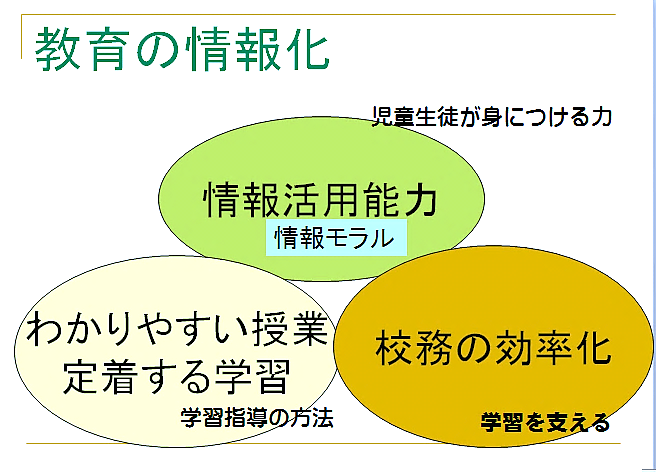 教育の情報化
児童生徒が身につける力
情報活用能力
情報モラル
わかりやすい授業
定着する学習
学習指導の方法
校務の効率化
学習を支える